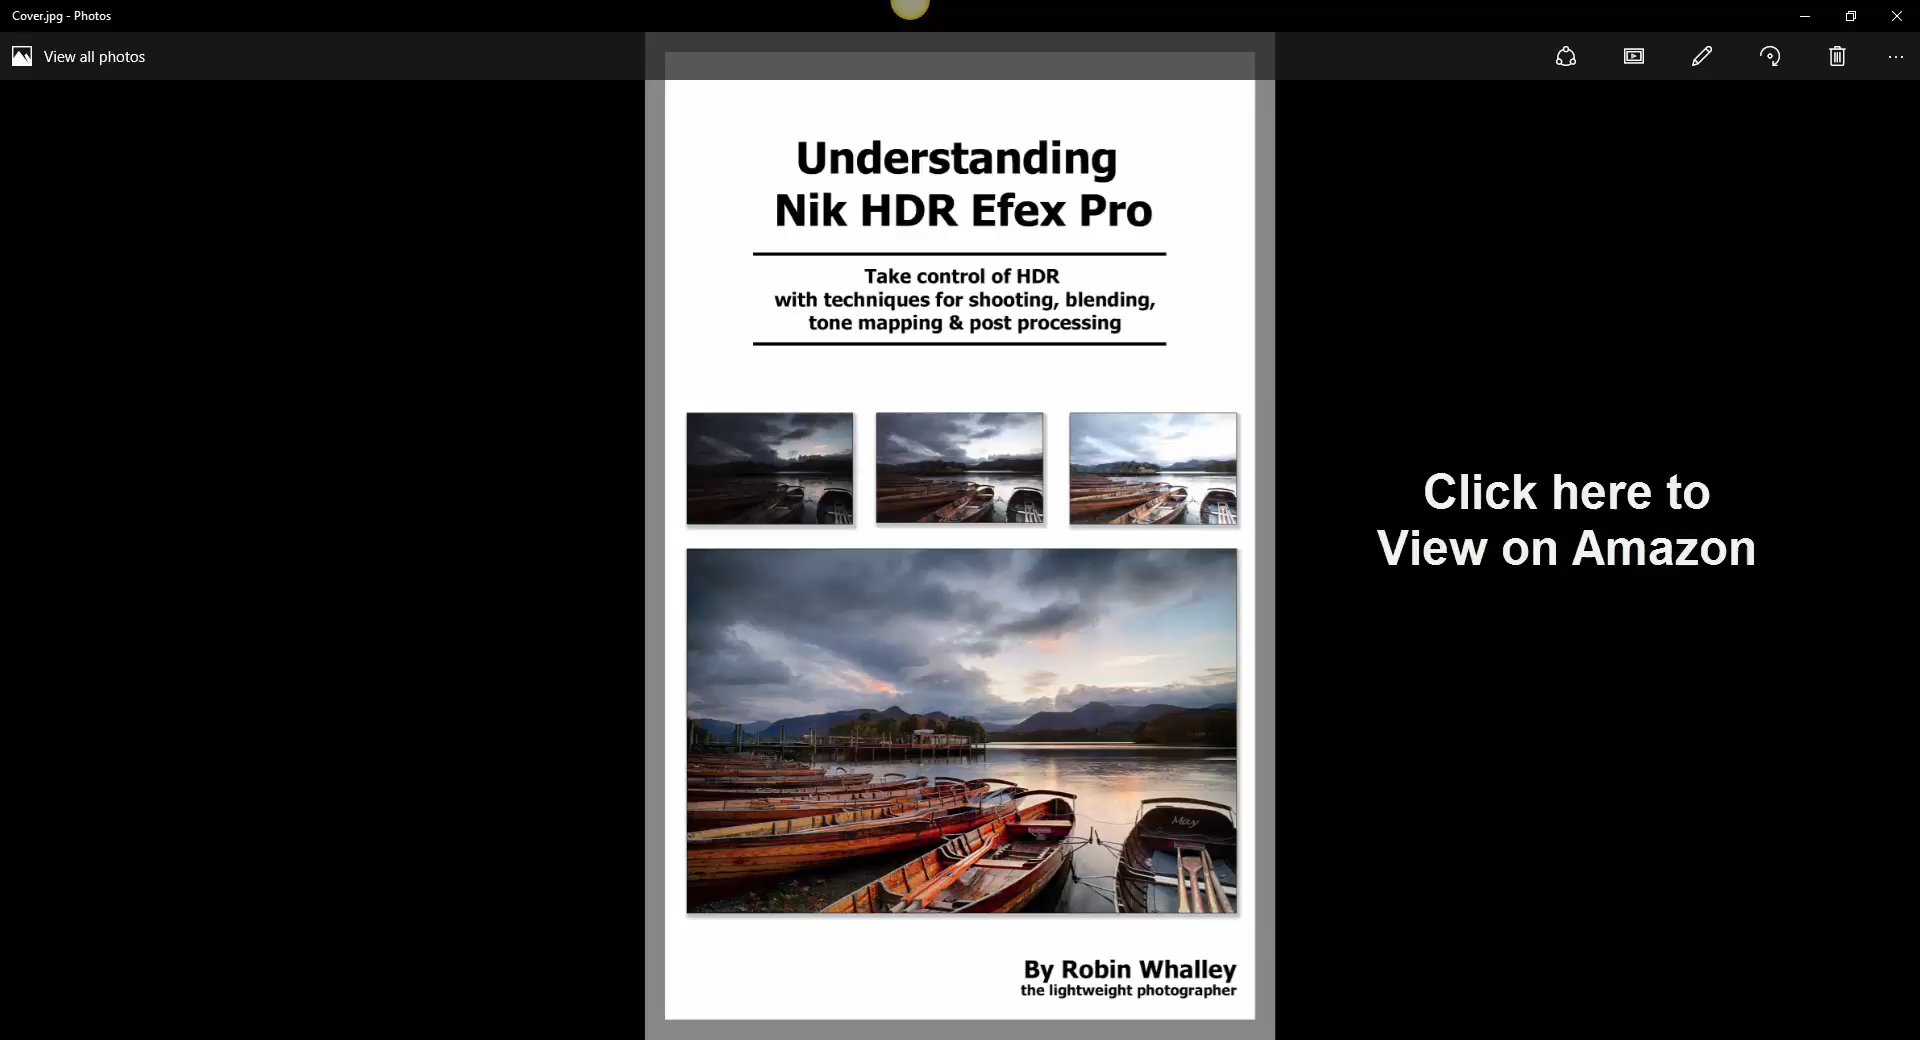 Cover.jpg - Photos
View all photos
Understanding
Nik HDR Efex Pro
Take control of HDR
with techniques for shooting, blending,
tone mapping & post processing
Click here to
View on Amazon
May
By Robin Whalley
the lightweight photographer